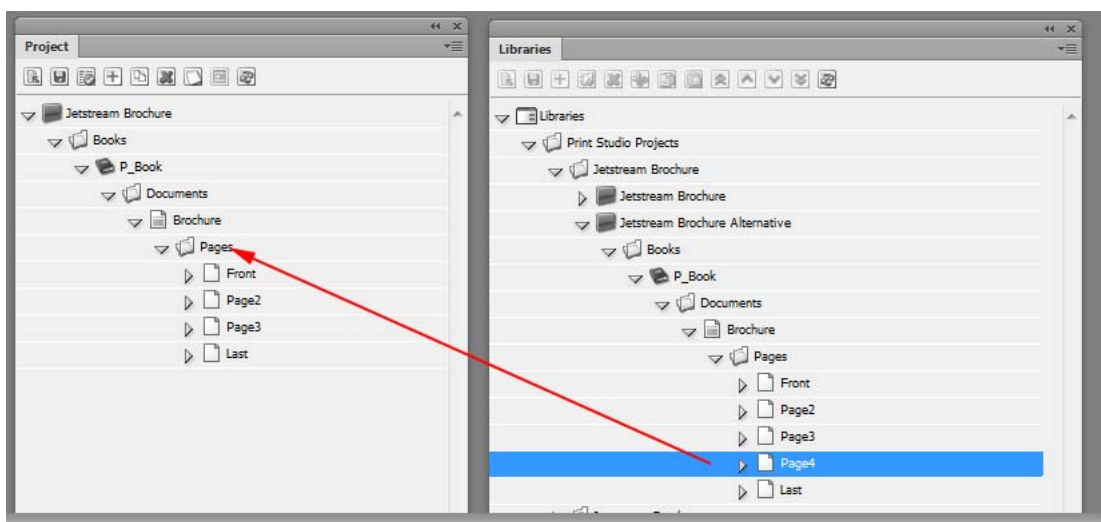 Project
Jetstream Brochure
Books
P_Book
Documents
Brochure
Pages
Front
Page2
Page3
Last
Libraries
Libraries
Print Studio Projects
Jetstream Brochure
Jetstream Brochure
Jetstream Brochure Alternative
Books
P_Book
Documents
Brochure
Pages
Front
Page2
Page3
Page4
Last